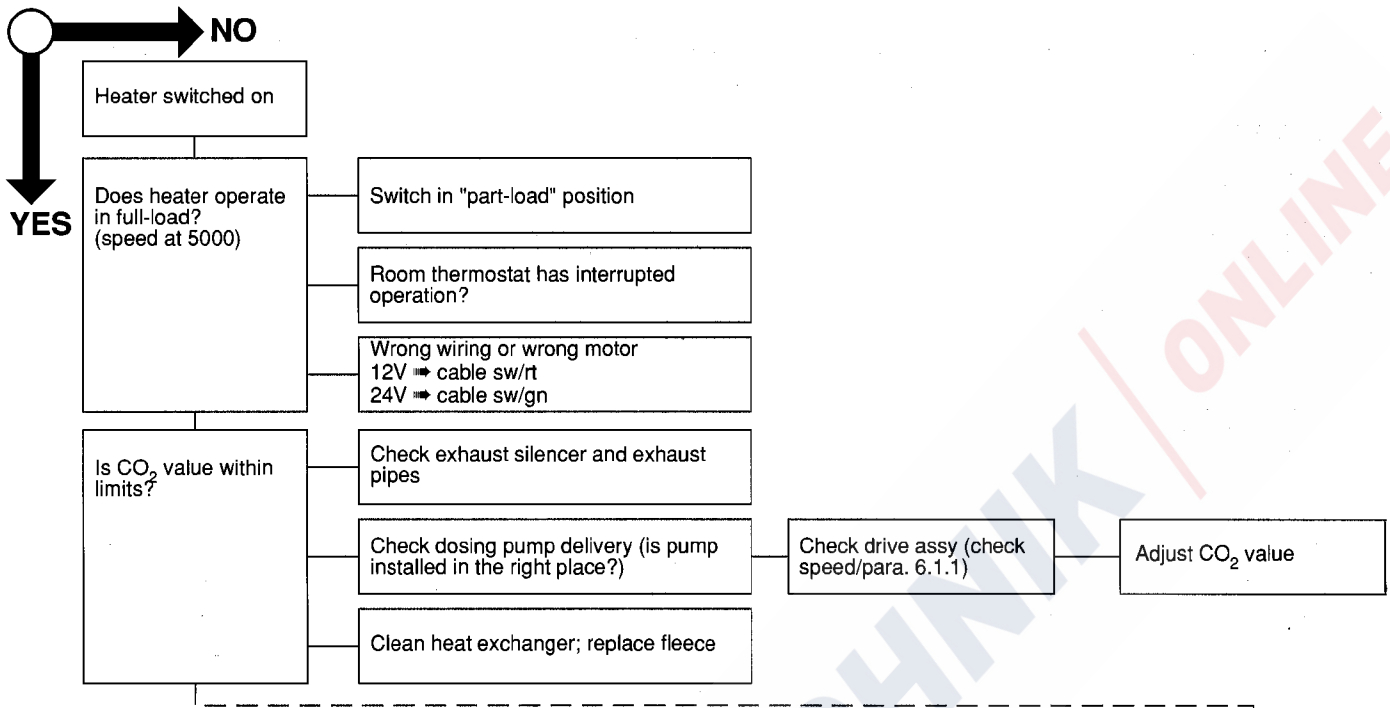 NO
YES
Heater switched on
Does heater operate
in full-load?
(speed at 5000)
Switch in "part-load" position
Room thermostat has interrupted
operation?
Wrong wiring or wrong motor
12V ➠ cable sw/rt
24V ➠ cable sw/gn
Is CO₂ value within
limits?
Check exhaust silencer and exhaust
pipes
Check dosing pump delivery (is pump
installed in the right place?)
Check drive assy (check
speed/para. 6.1.1)
Adjust CO₂ value
Clean heat exchanger; replace fleece
HNIK
ONLINE